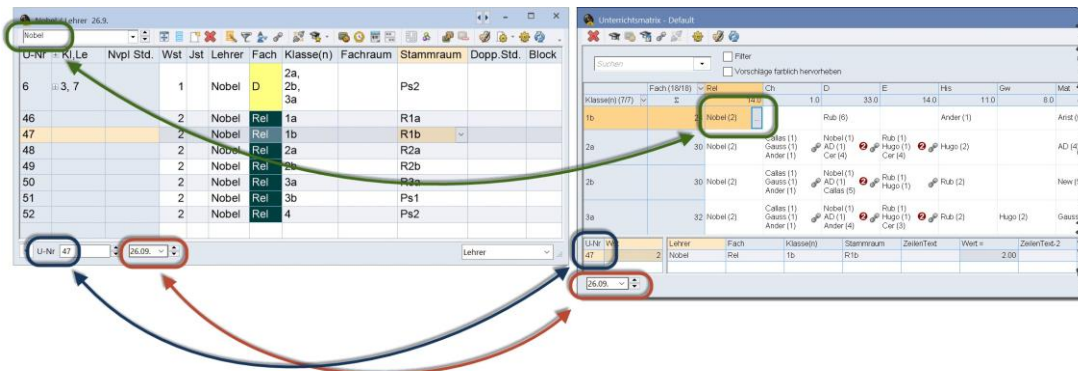 Nobel / Lehrer 26.9.
Nobel
U-Nr Kl,Le Nvpl Std. Wst Jst Lehrer Fach Klasse(n) Fachraum Stammraum Dopp.Std. Block
6 3, 7 1 Nobel D 2a, 2b, 3a Ps2
46 2 Nobel Rel 1a R1a
47 2 Nobel Rel 1b R1b
48 2 Nobel Rel 2a R2a
49 2 Nobel Rel 2b R2b
50 2 Nobel Rel 3a R3a
51 2 Nobel Rel 3b Ps1
52 2 Nobel Rel 4 Ps2
U-Nr 47 26.09. Lehrer
Unterrichtsmatrix - Default
Suchen
Filter
Vorschläge farblich hervorheben
Fach (18/18) Rel Ch D E His Gw Mat
Klasse(n) (7/7) Σ 14.0 1.0 33.0 14.0 11.0 8.0
1b Nobel (2) ... Rub (6) Ander (1) Arist
Callas (1) Nobel (1) Rub (1)
2a 30 Nobel (2) Gauss (1) AD (1) 2 Hugo (1) 2 Hugo (2) AD (4)
Ander (1) Cer (4) Cer (4)
Callas (1) Nobel (1) Rub (1)
2b 30 Nobel (2) Gauss (1) AD (1) 2 Hugo (1) Rub (2) New
Ander (1) Callas (5)
Callas (1) Nobel (1) Rub (1)
3a 32 Nobel (2) Gauss (1) AD (1) 2 Hugo (1) 2 Rub (2) Hugo (2) Gauss
Ander (1) Ander (4) Cer (3)
U-Nr Lehrer Fach Klasse(n) Stammraum ZeilenText Wert = ZeilenText-2
47 2 Nobel Rel 1b R1b 2.00
26.09.